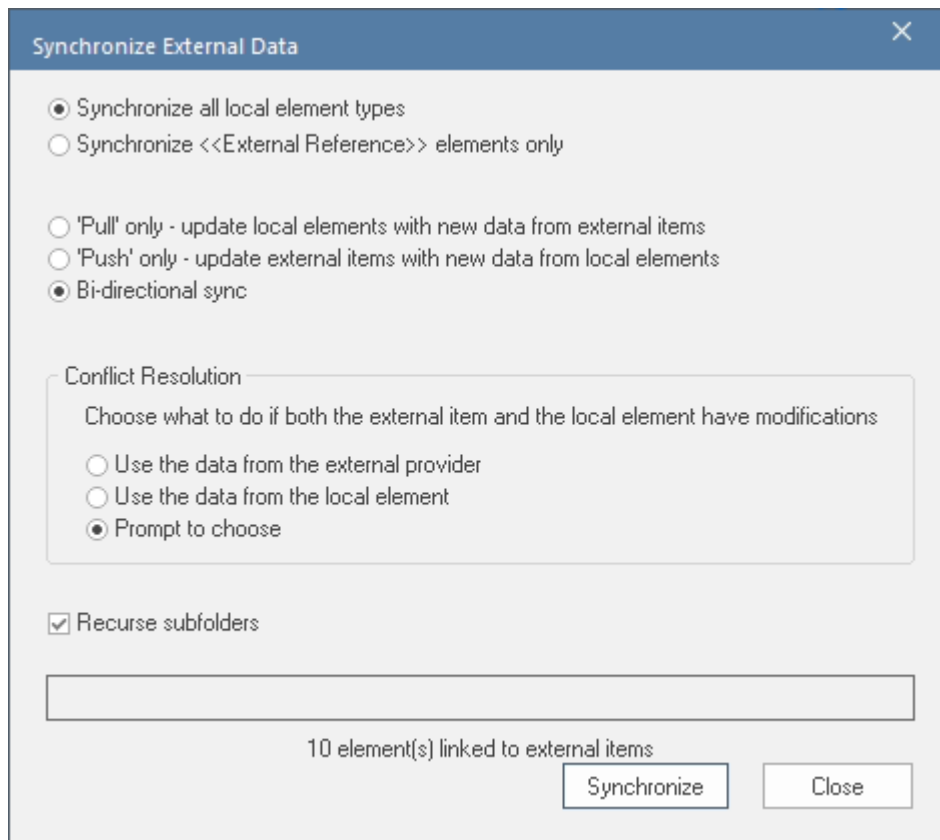 Synchronize External Data
Synchronize all local element types
Synchronize <<External Reference>> elements only
'Pull' only - update local elements with new data from external items
'Push' only - update external items with new data from local elements
Bi-directional sync
Conflict Resolution
Choose what to do if both the external item and the local element have modifications
Use the data from the external provider
Use the data from the local element
Prompt to choose
Recurse subfolders
10 element(s) linked to external items
Synchronize
Close